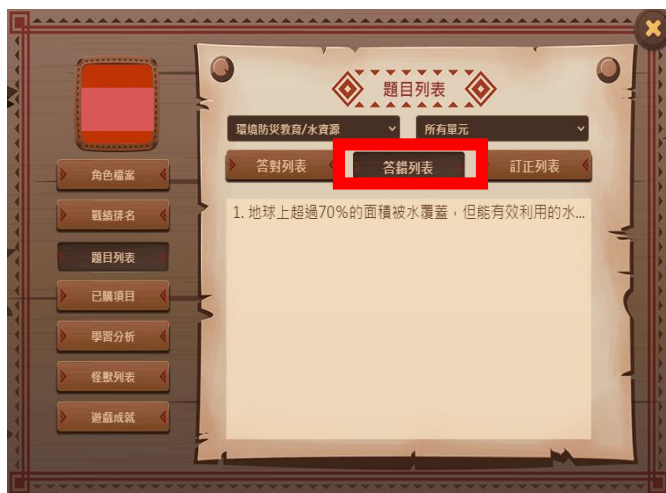 題目列表
環境防災教育/水資源
所有單元
答對列表
答錯列表
訂正列表
1. 地球上超過70%的面積被水覆蓋，但能有效利用的水...
角色檔案
戰績排名
題目列表
已購項目
學習分析
怪獸列表
遊戲成就